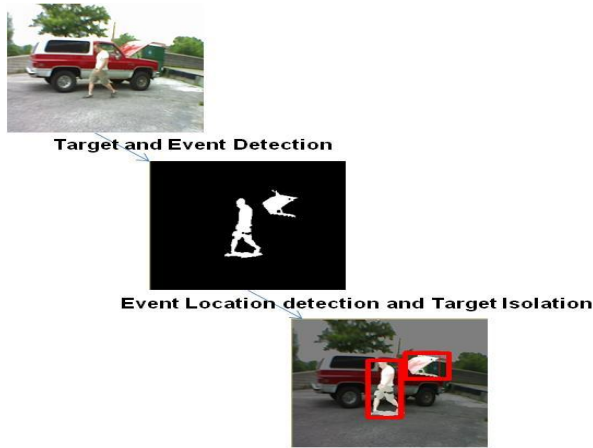 Target and Event Detection
Event Location detection and Target Isolation